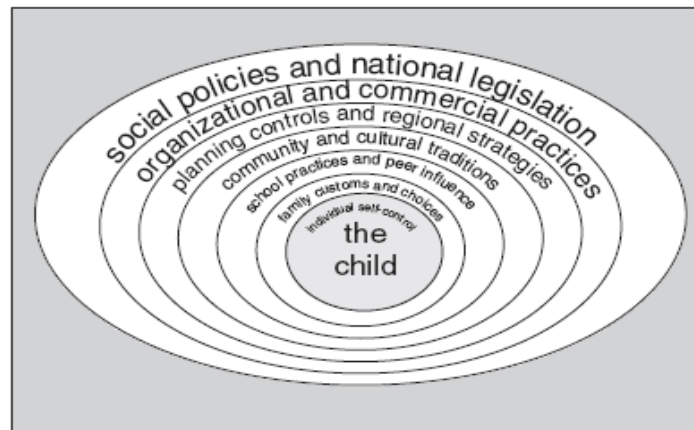 social policies and national legislation
organizational and commercial practices
planning controls and regional strategies
community and cultural traditions
school practices and peer influence
family customs and choices
individual self-control
the
child